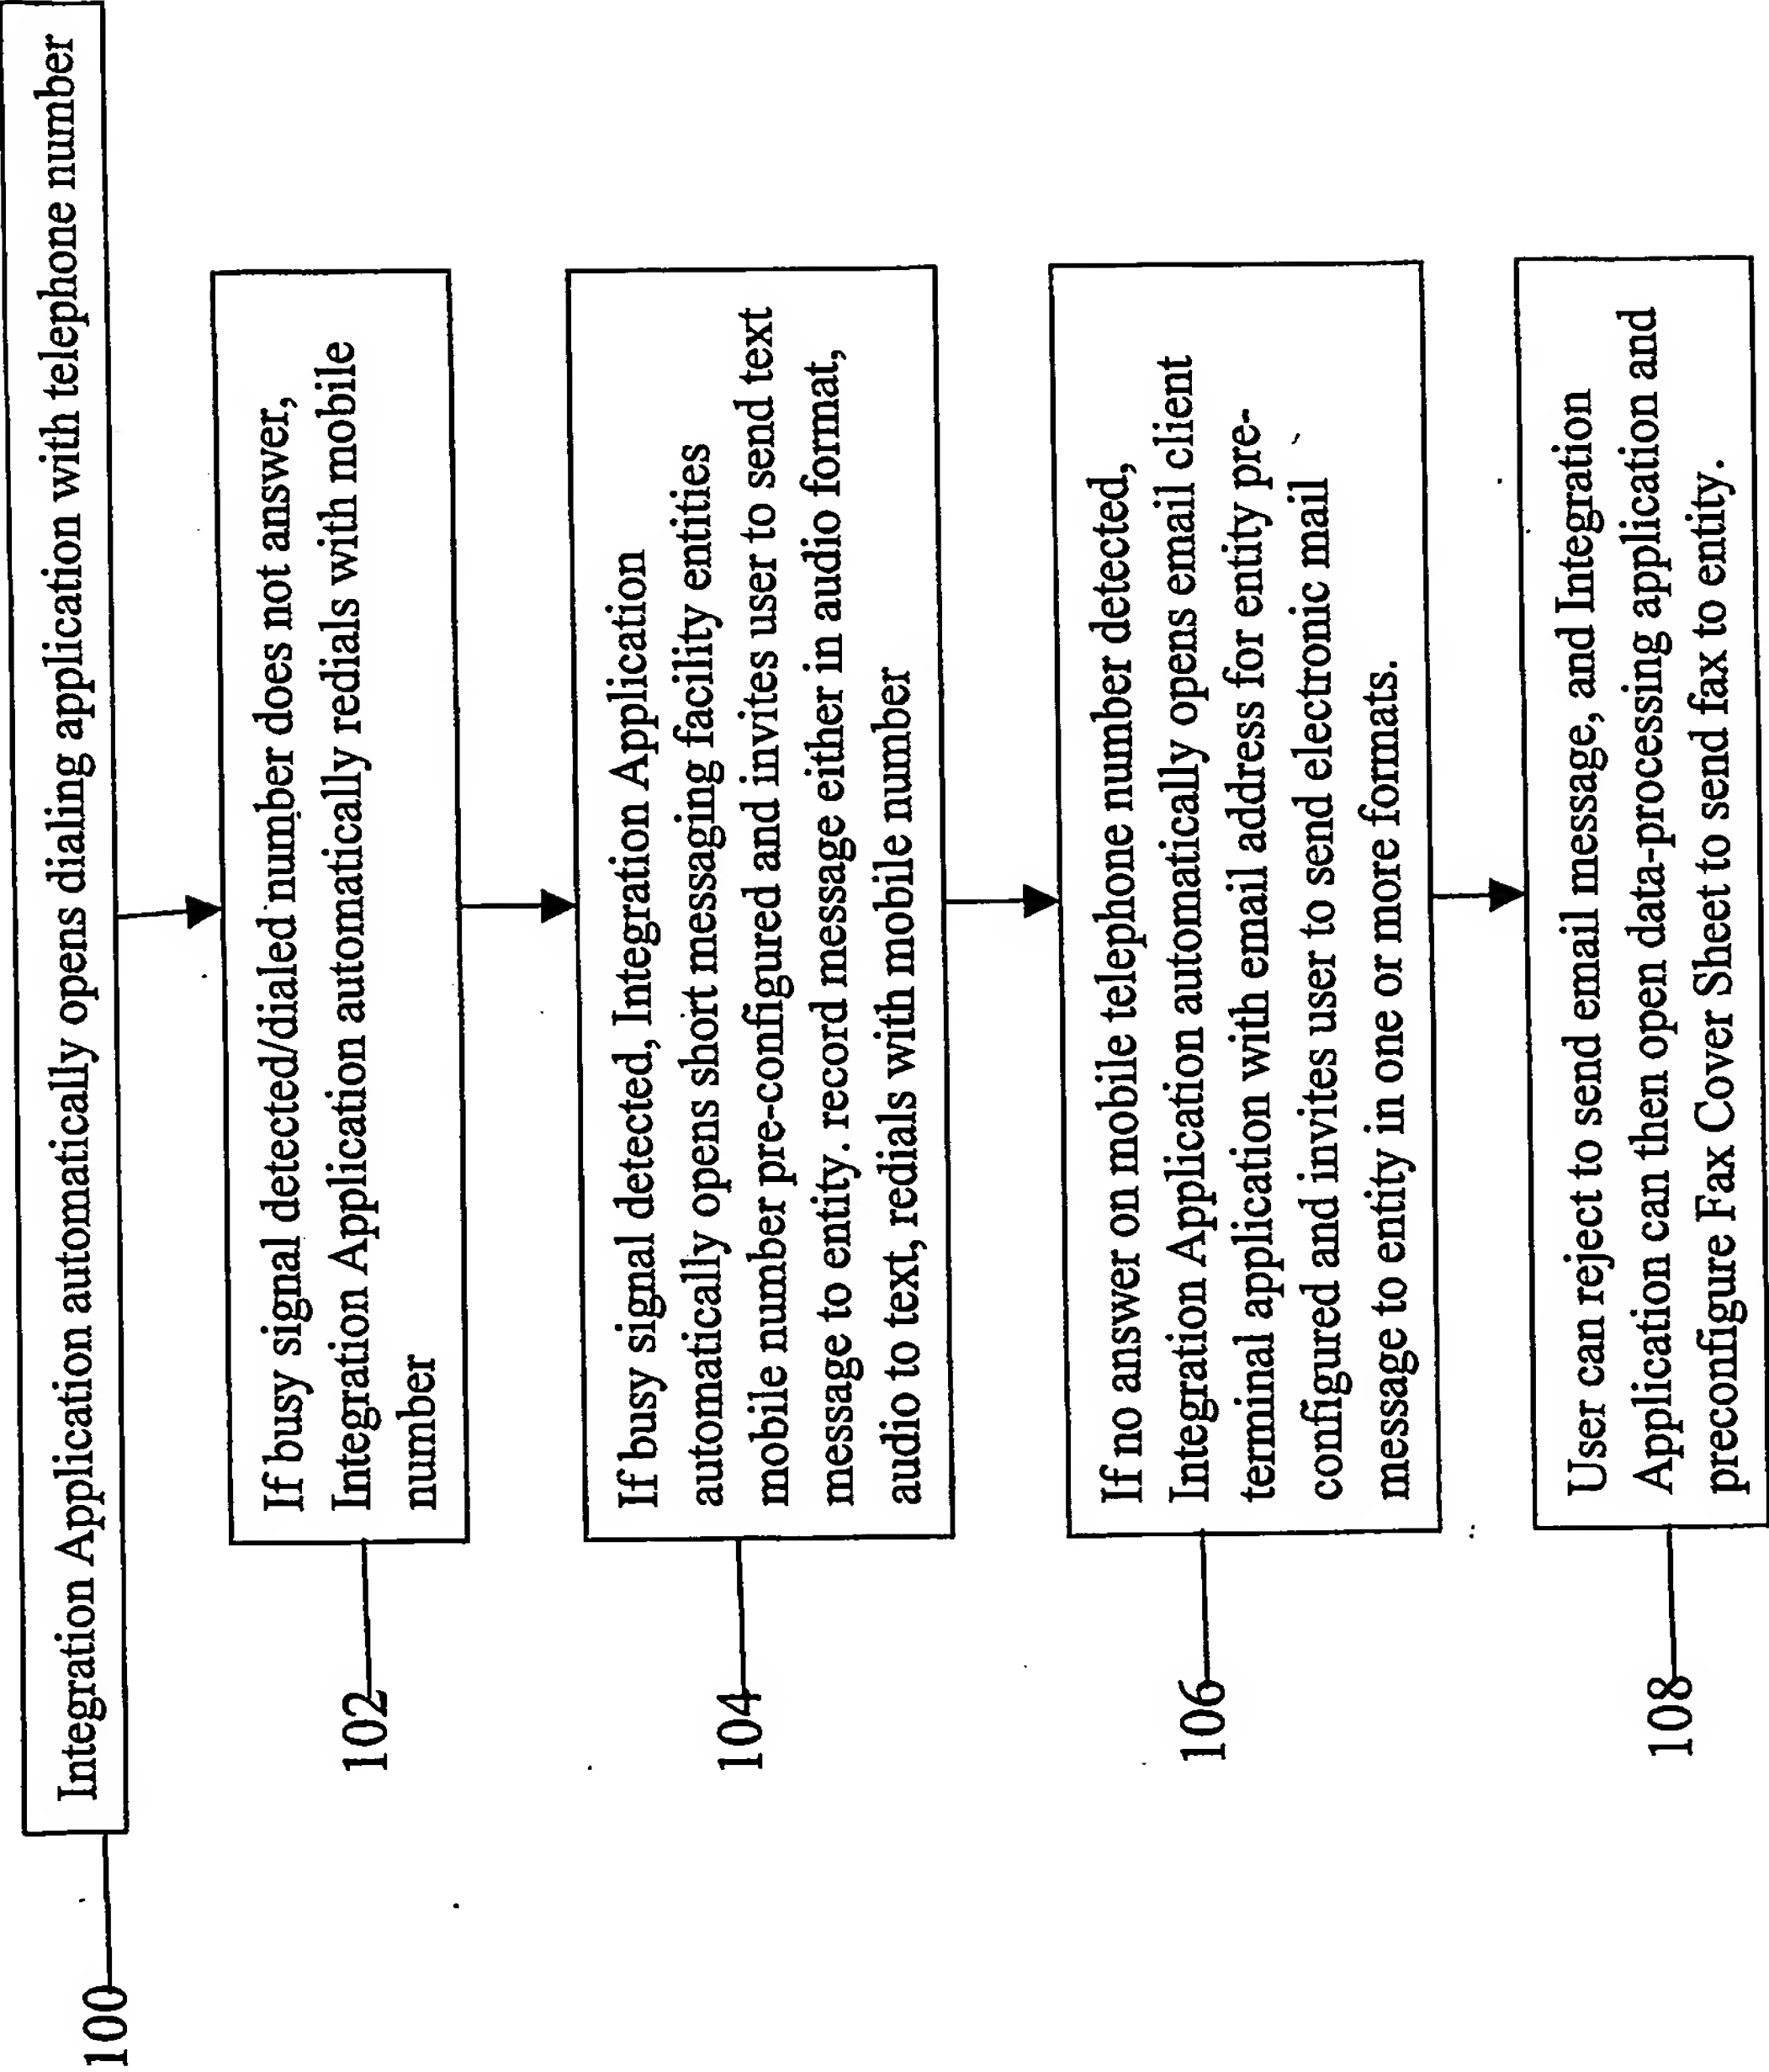 100
Integration Application automatically opens dialing application with telephone number
102
If busy signal detected/dialed number does not answer,
Integration Application automatically redials with mobile
number
104
If busy signal detected, Integration Application
automatically opens short messaging facility entities
mobile number pre-configured and invites user to send text
message to entity. record message either in audio format,
audio to text, redials with mobile number
106
If no answer on mobile telephone number detected,
Integration Application automatically opens email client
terminal application with email address for entity pre-
configured and invites user to send electronic mail
message to entity in one or more formats.
108
User can reject to send email message, and Integration
Application can then open data-processing application and
preconfigure Fax Cover Sheet to send fax to entity.